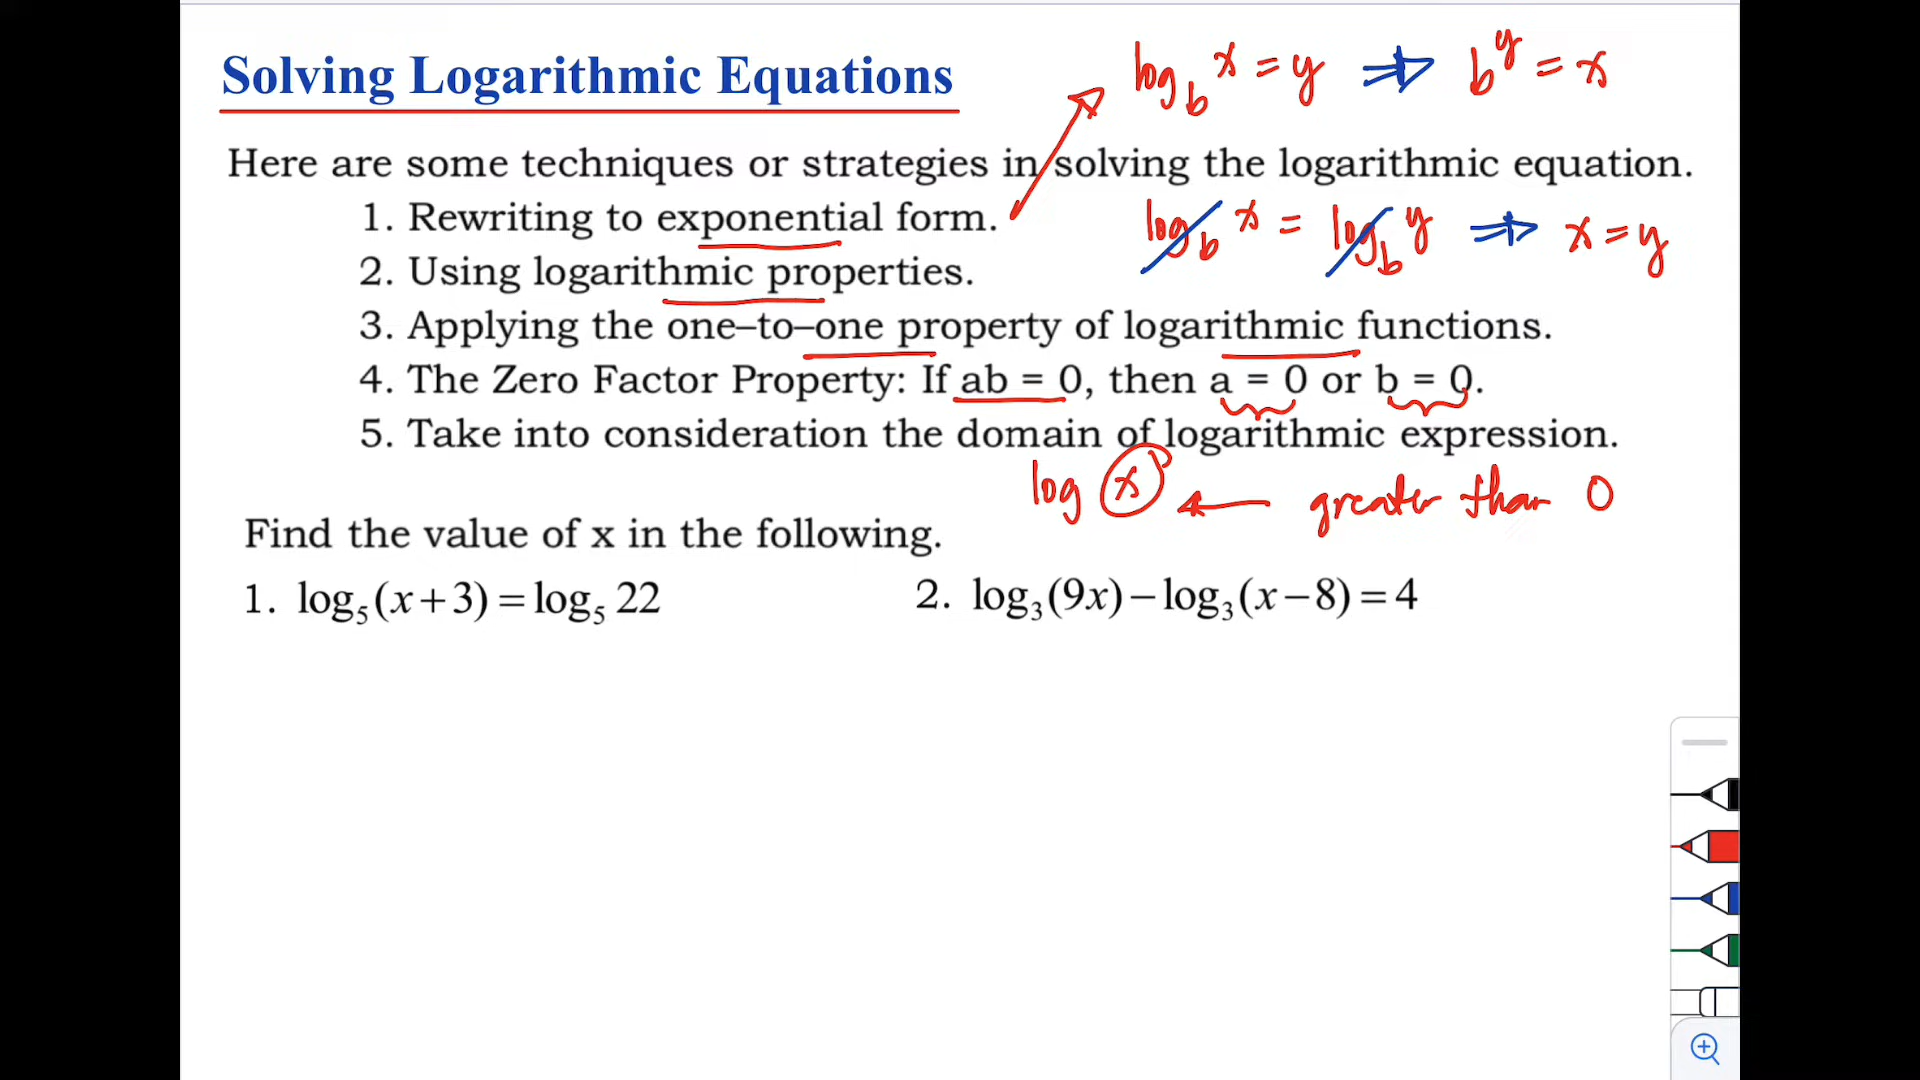 Solving Logarithmic Equations
log_b x = y ⇒ b^y = x
Here are some techniques or strategies in solving the logarithmic equation.
1. Rewriting to exponential form.
log_b x = log_b y ⇒ x = y
2. Using logarithmic properties.
3. Applying the one–to–one property of logarithmic functions.
4. The Zero Factor Property: If ab = 0, then a = 0 or b = 0.
5. Take into consideration the domain of logarithmic expression.
log x ← greater than 0
Find the value of x in the following.
1. log₅(x+3)=log₅ 22
2. log₃(9x)−log₃(x−8)=4